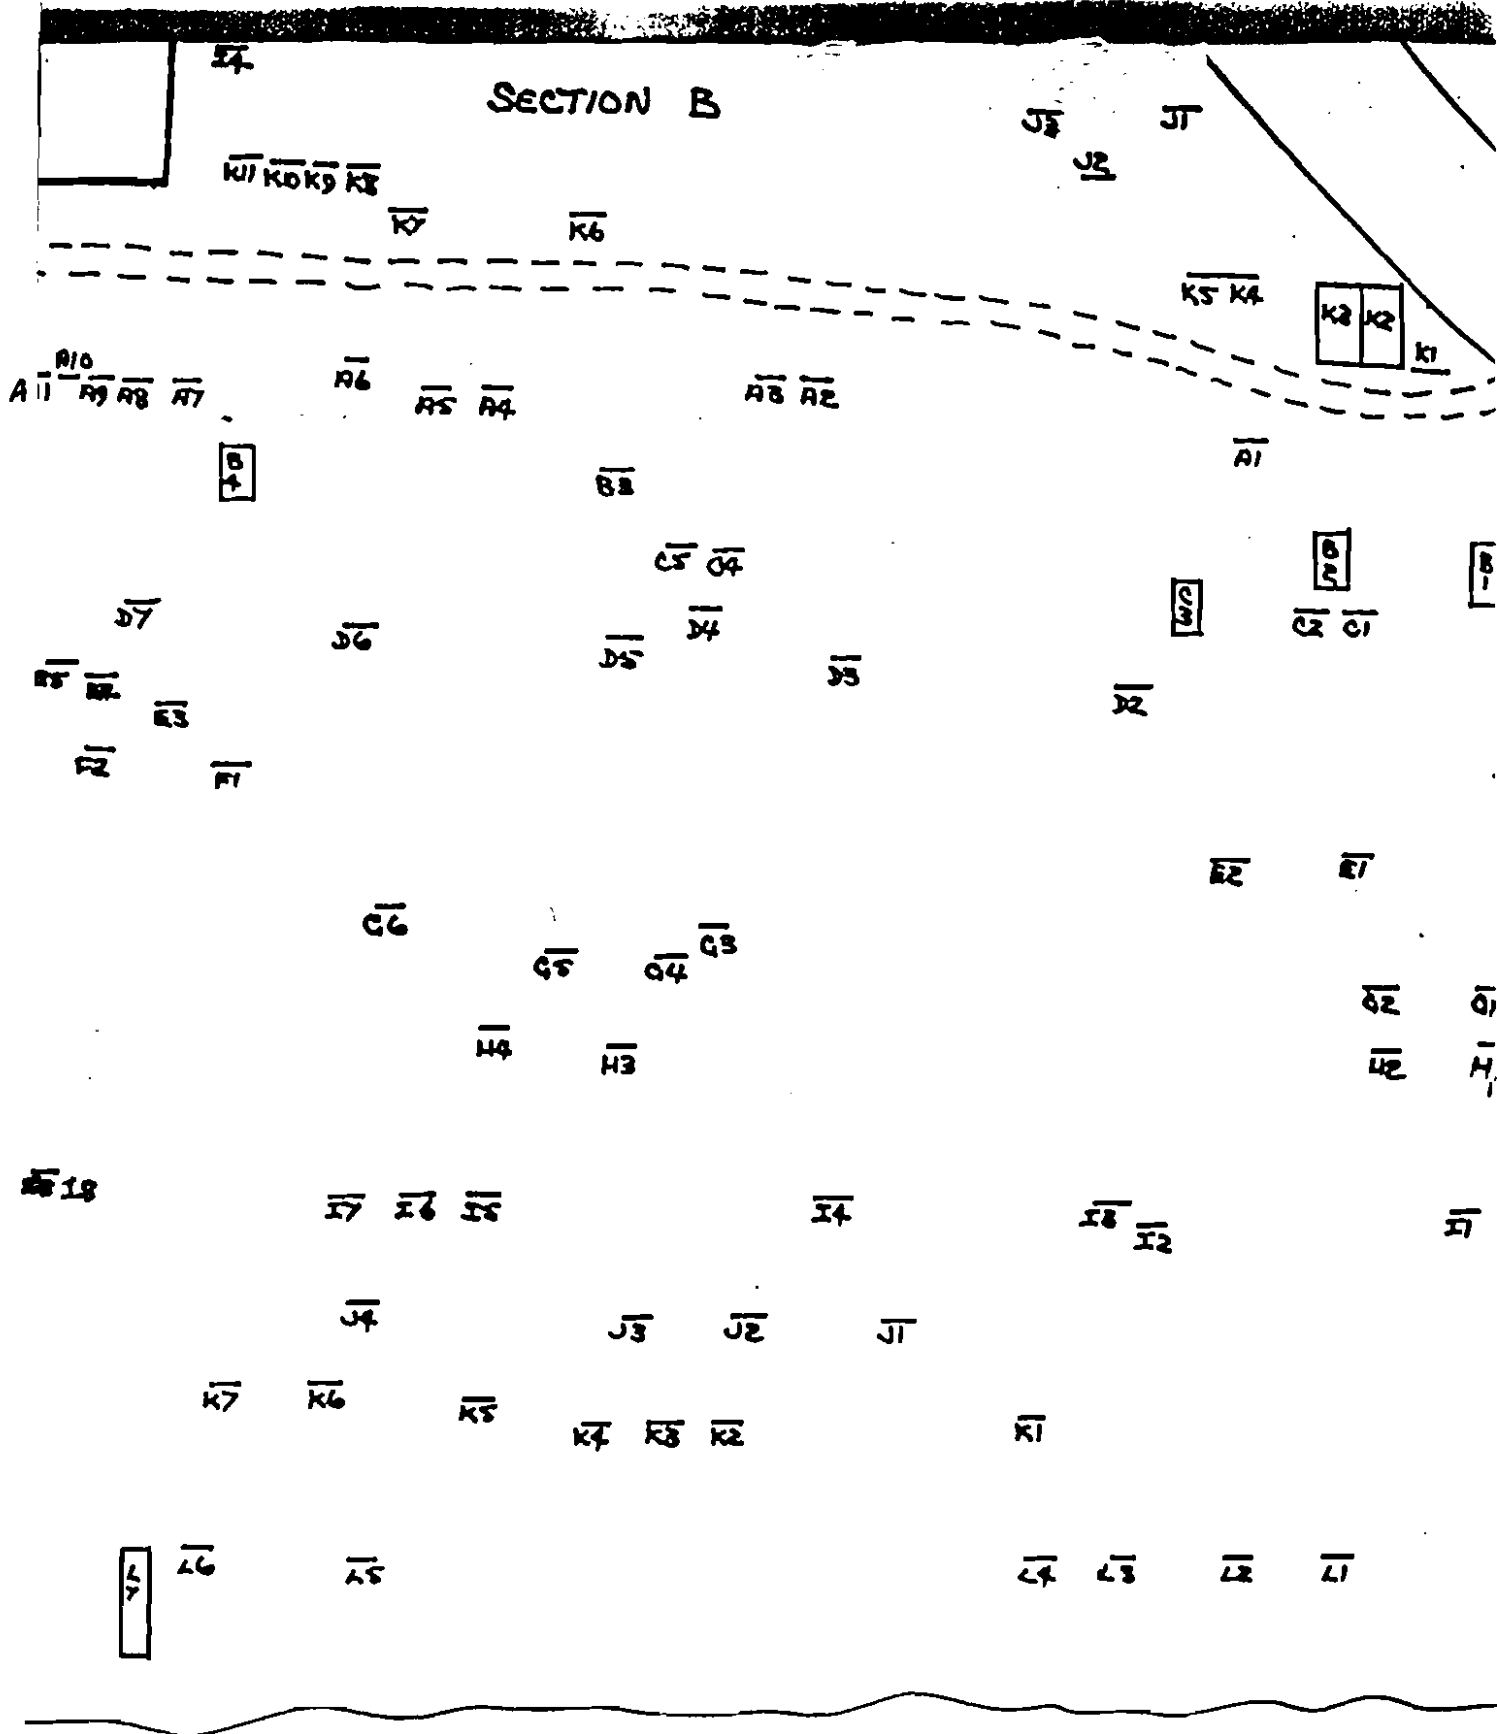 I4
SECTION B
J3 J1
J2
K11 K10 K9 K8
K7 K6
K5 K4
K3 K2
K1
A10
A11 A9 A8 A7 A6 A5 A4 A3 A2
A1
B4
B3
B2
C5 C4
C3
C2 C1
D7 D6 D5 D4 D3
D2
E5
E3
F2 F1
E2 E1
G6
G5 G4 G3
G2 G1
H4 H3
H2 H1
I8 I7 I6 I5 I4 I3 I2 I1
J4 J3 J2 J1
K7 K6 K5
K4 K3 K2 K1
L7 L6 L5 L4 L3 L2 L1